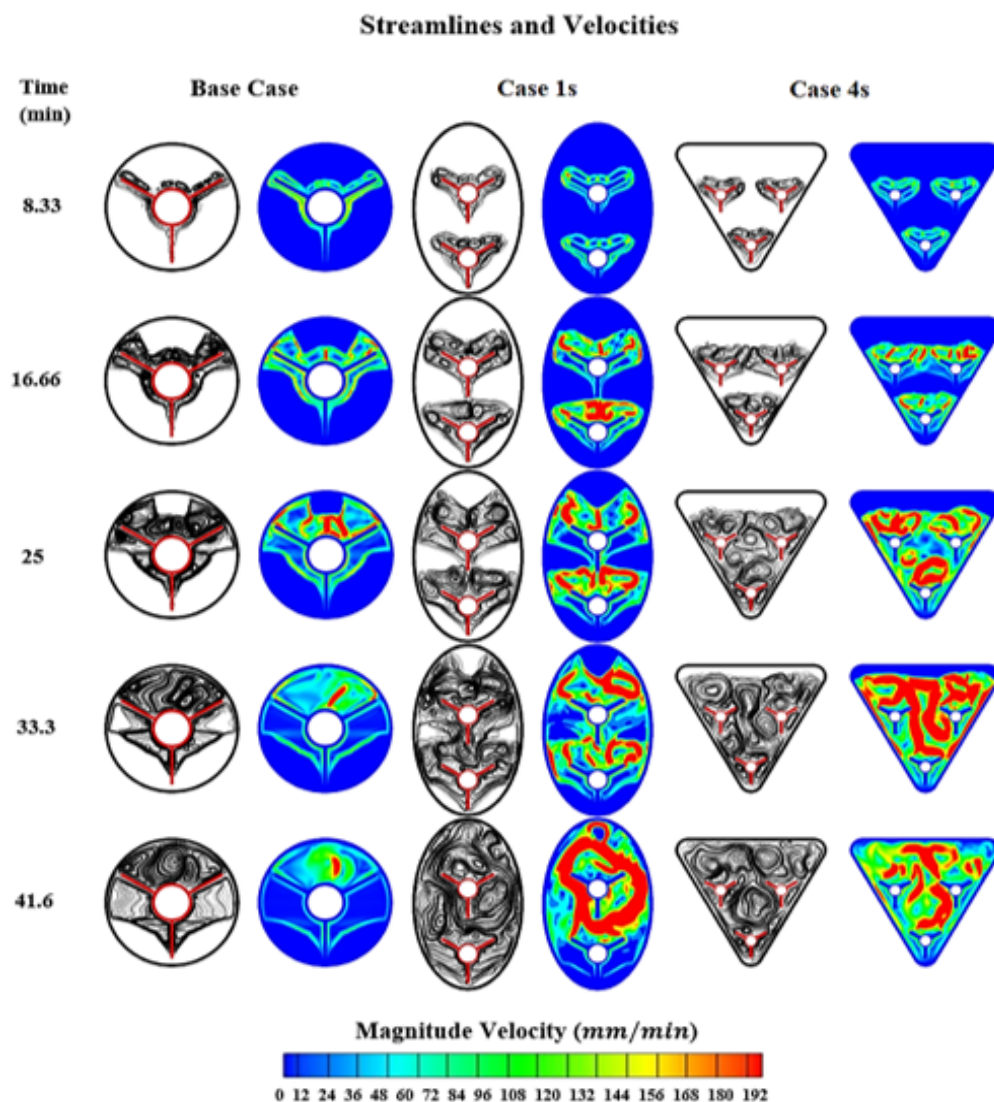 Streamlines and Velocities
Time
(min)
Base Case
Case 1s
Case 4s
8.33
16.66
25
33.3
41.6
Magnitude Velocity (mm/min)
0 12 24 36 48 60 72 84 96 108 120 132 144 156 168 180 192